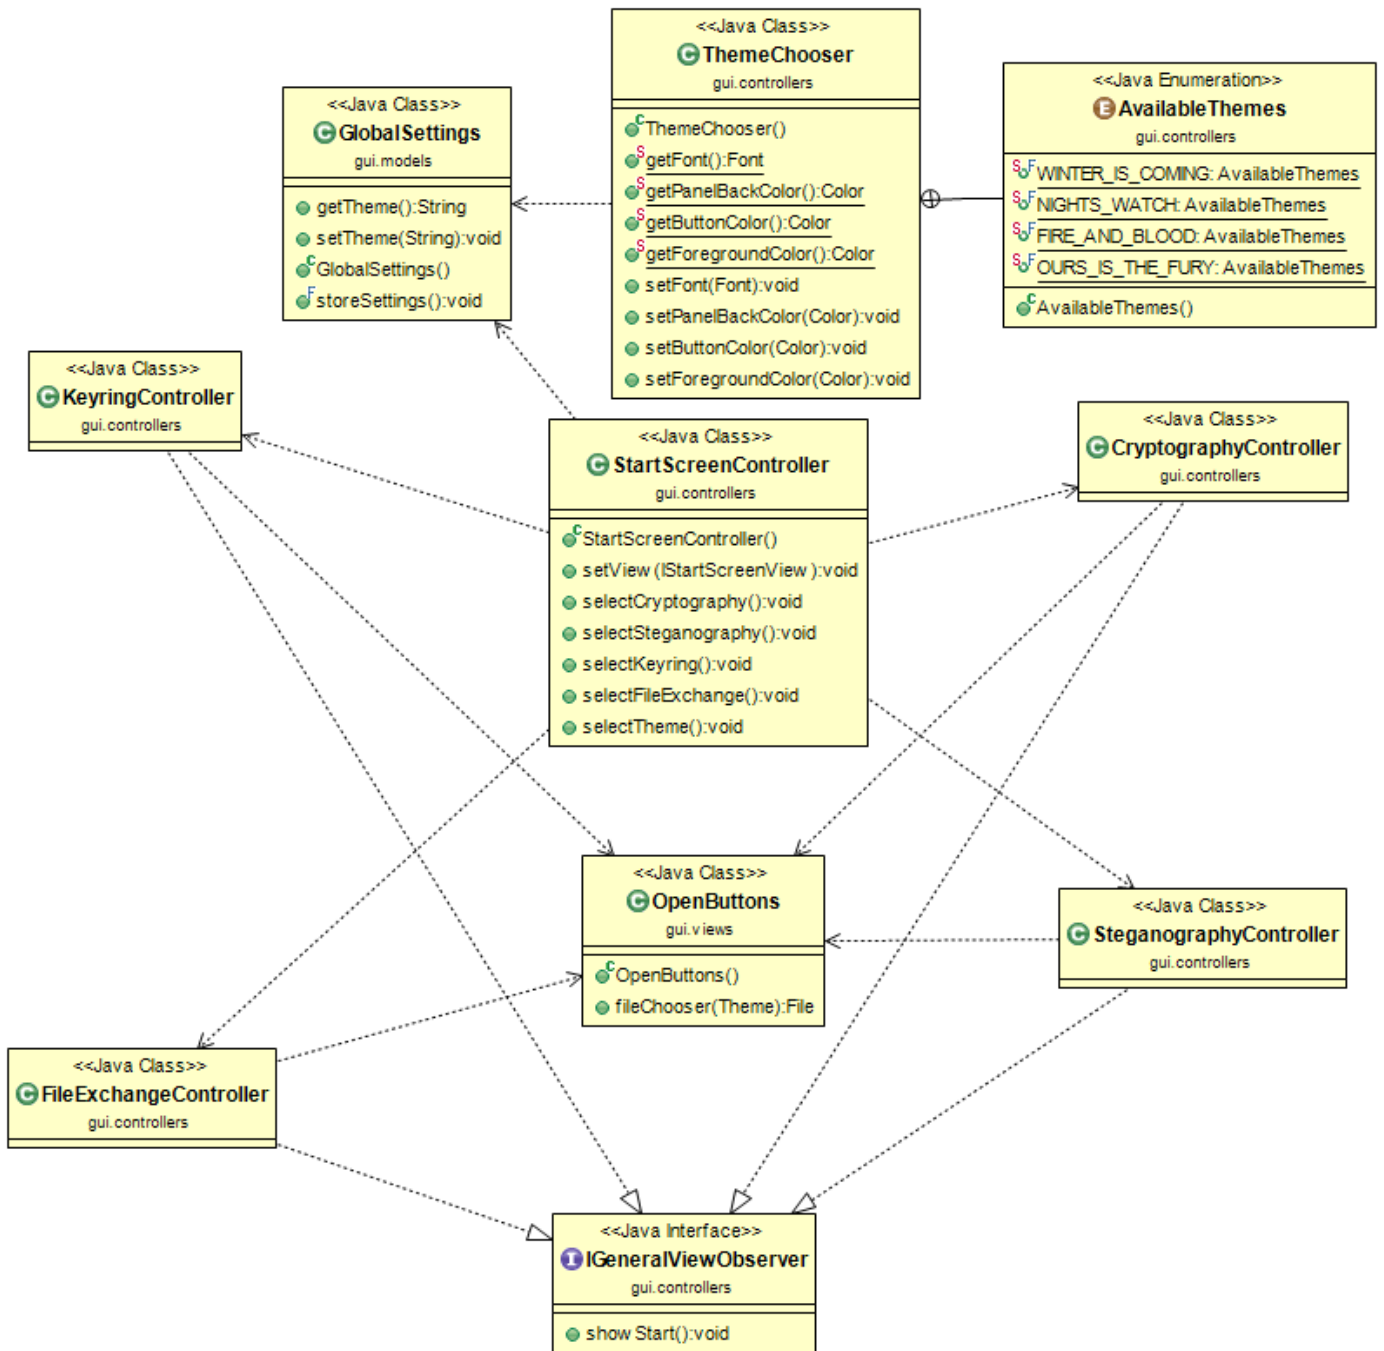 <<Java Class>>
ThemeChooser
gui.controllers
ThemeChooser()
getFont():Font
getPanelBackColor():Color
getButtonColor():Color
getForegroundColor():Color
setFont(Font):void
setPanelBackColor(Color):void
setButtonColor(Color):void
setForegroundColor(Color):void
<<Java Enumeration>>
AvailableThemes
gui.controllers
WINTER_IS_COMING: AvailableThemes
NIGHTS_WATCH: AvailableThemes
FIRE_AND_BLOOD: AvailableThemes
OURS_IS_THE_FURY: AvailableThemes
AvailableThemes()
<<Java Class>>
GlobalSettings
gui.models
getTheme():String
setTheme(String):void
GlobalSettings()
storeSettings():void
<<Java Class>>
KeyringController
gui.controllers
<<Java Class>>
StartScreenController
gui.controllers
StartScreenController()
setView(IStartScreenView):void
selectCryptography():void
selectSteganography():void
selectKeyring():void
selectFileExchange():void
selectTheme():void
<<Java Class>>
CryptographyController
gui.controllers
<<Java Class>>
OpenButtons
gui.views
OpenButtons()
fileChooser(Theme):File
<<Java Class>>
SteganographyController
gui.controllers
<<Java Class>>
FileExchangeController
gui.controllers
<<Java Interface>>
IGeneralViewObserver
gui.controllers
showStart():void